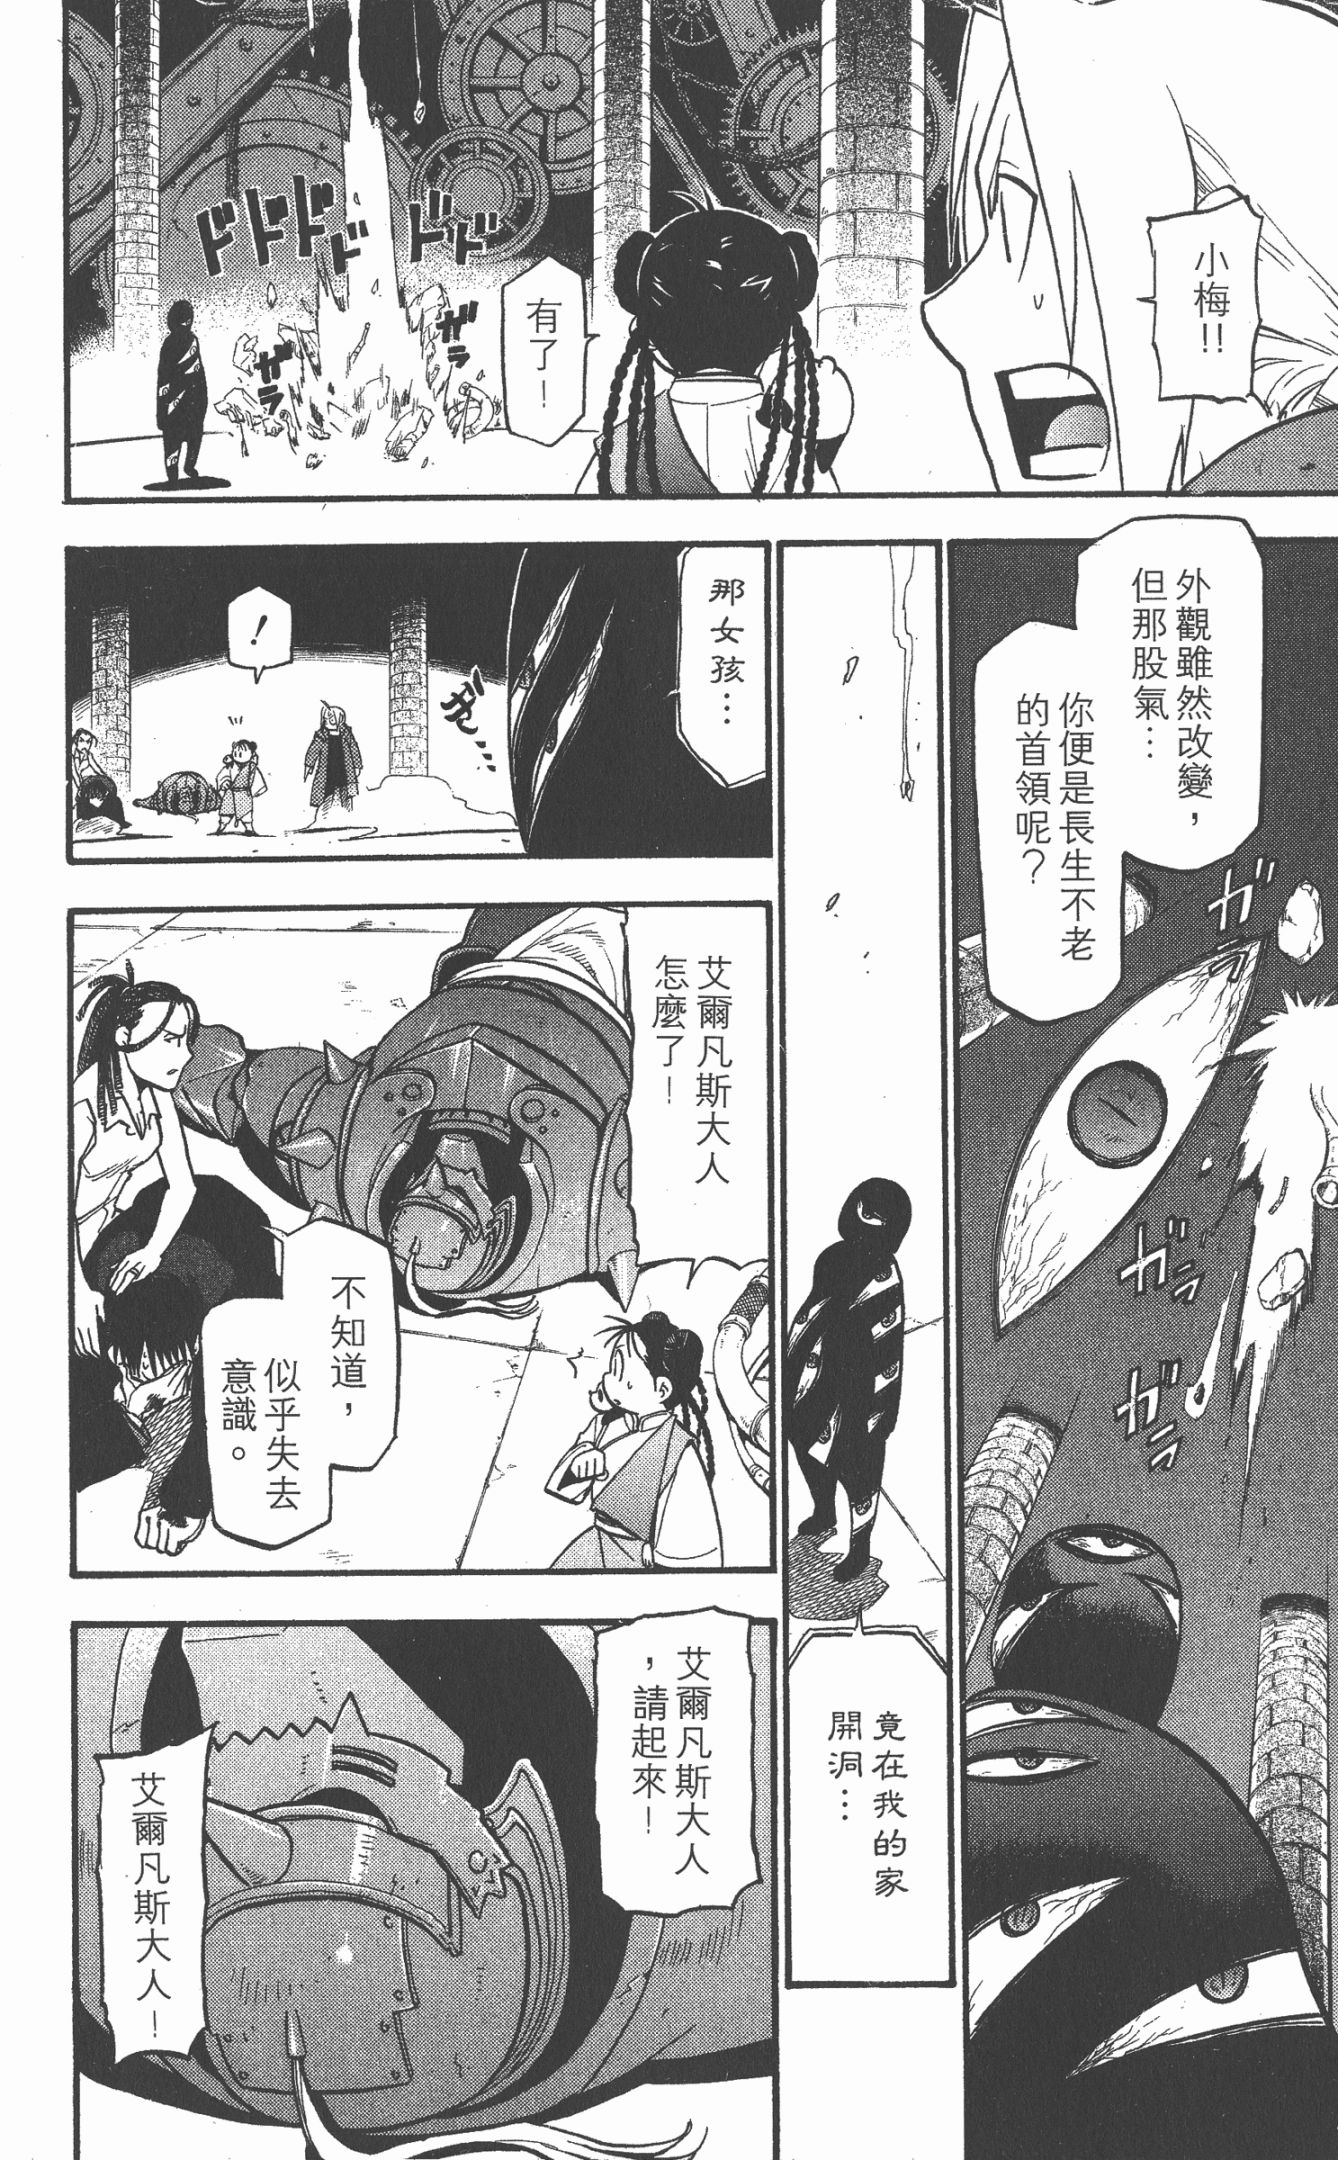 小梅!!
有了！
ドドドド
ドド
ガラ
ガラ
外觀雖然改變，
但那股氣…
你便是長生不老
的首領呢？
ガラ
ガラ
ガラ
竟在我的家
開洞…
那女孩…
！
艾爾凡斯大人
怎麼了！
不知道，
似乎失去
意識。
艾爾凡斯大人
，請起來！
艾爾凡斯大人！